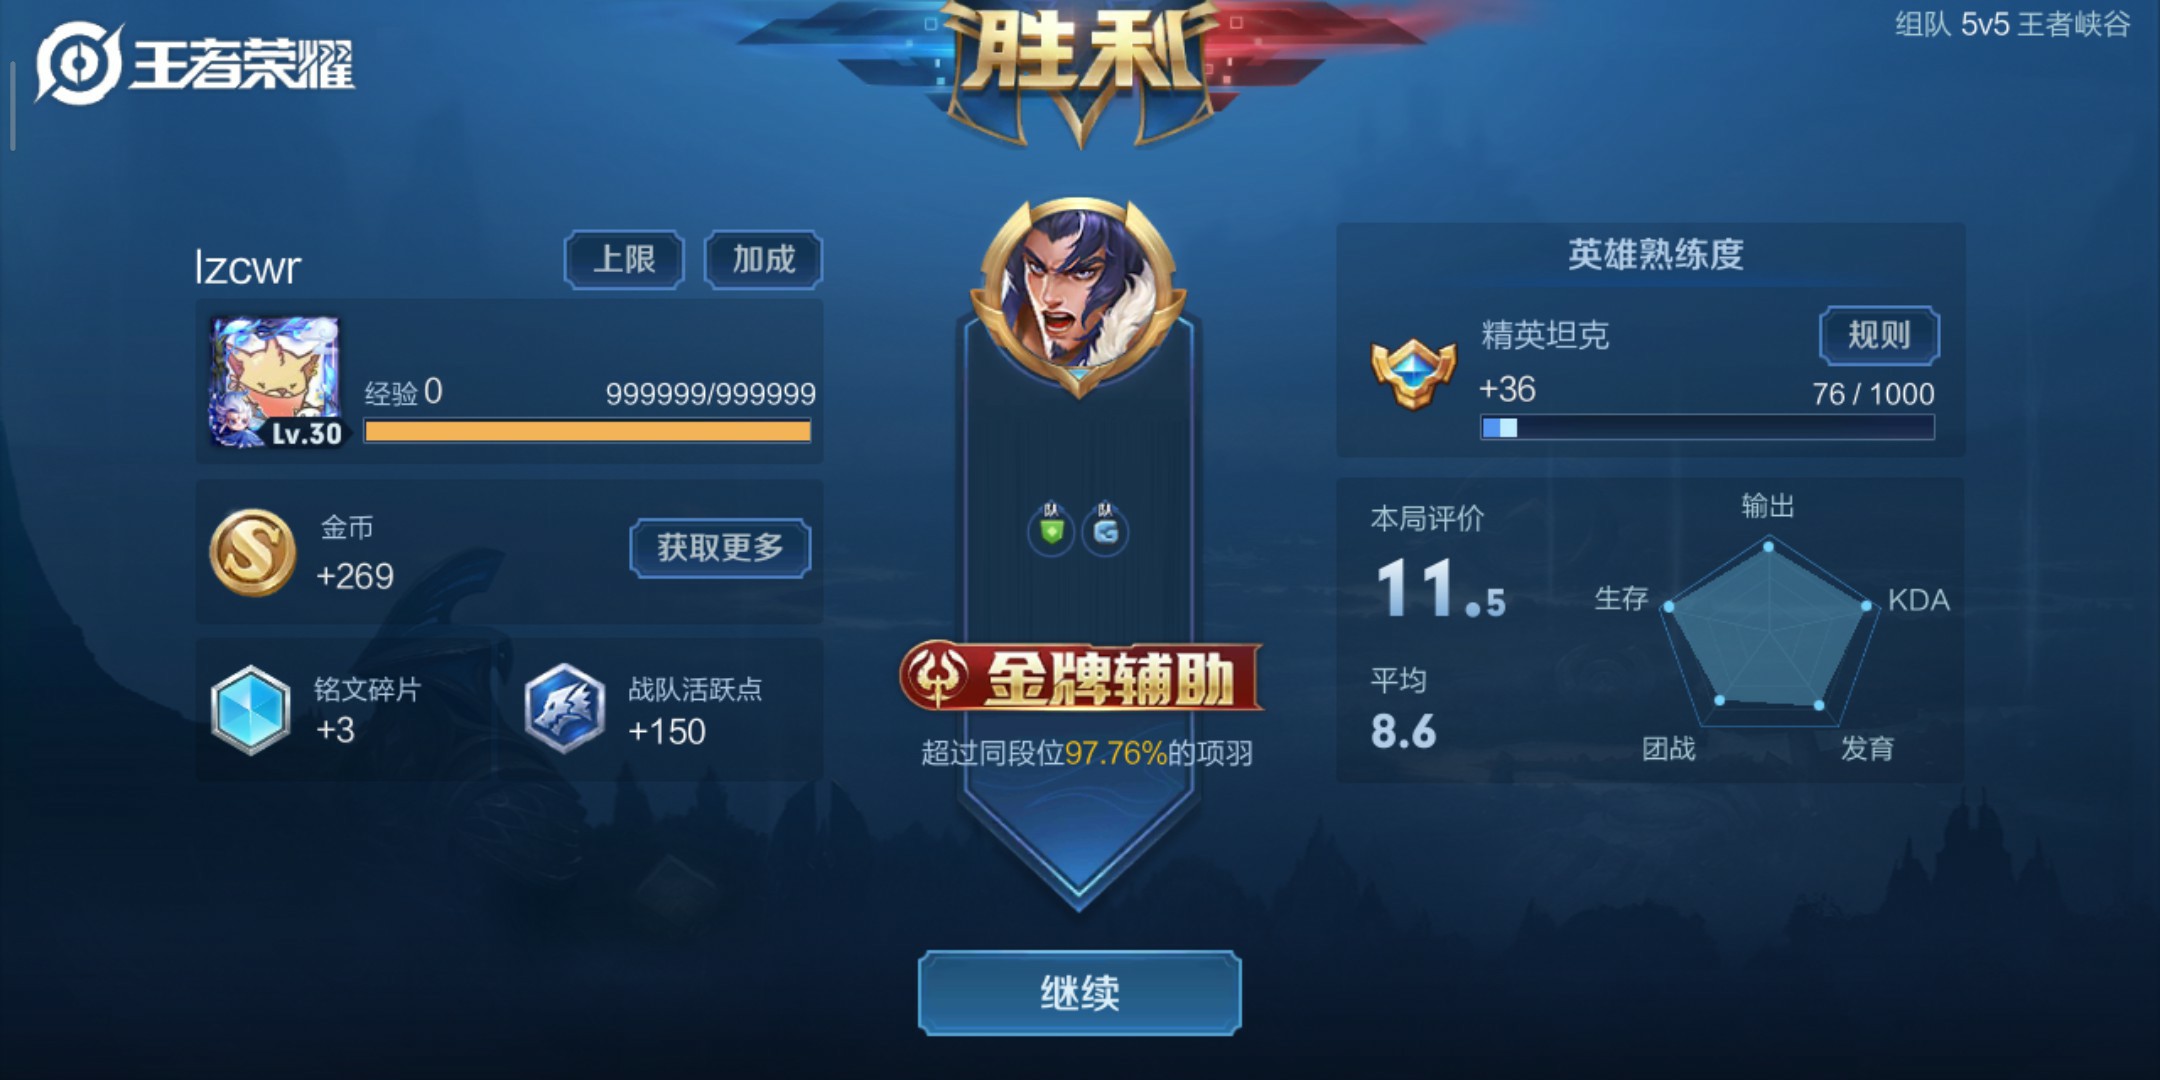 王者荣耀
胜利
组队 5v5 王者峡谷
lzcwr
上限
加成
Lv.30
经验 0
999999/999999
金币
+269
获取更多
铭文碎片
+3
战队活跃点
+150
队
队
金牌辅助
超过同段位97.76%的项羽
继续
英雄熟练度
精英坦克
规则
+36
76 / 1000
本局评价
11.5
平均
8.6
输出
生存
KDA
团战
发育